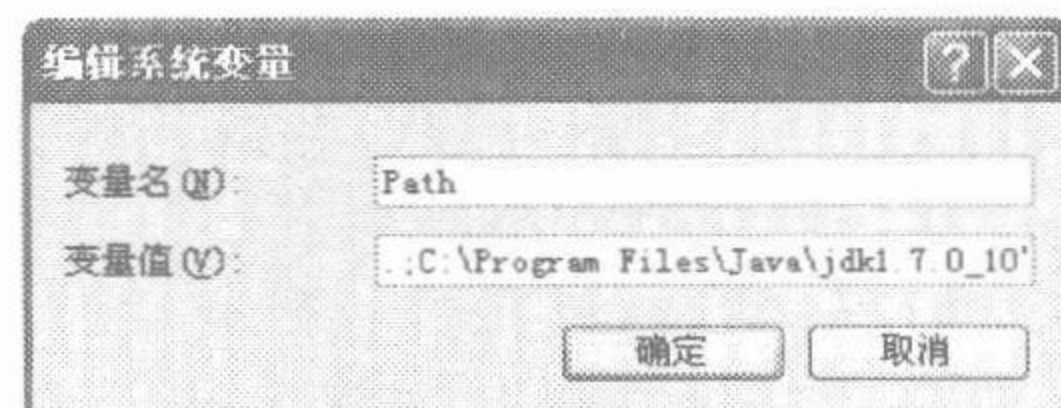 编辑系统变量
变量名(N): Path
变量值(V): .;C:\Program Files\Java\jdk1.7.0_10
确定 取消